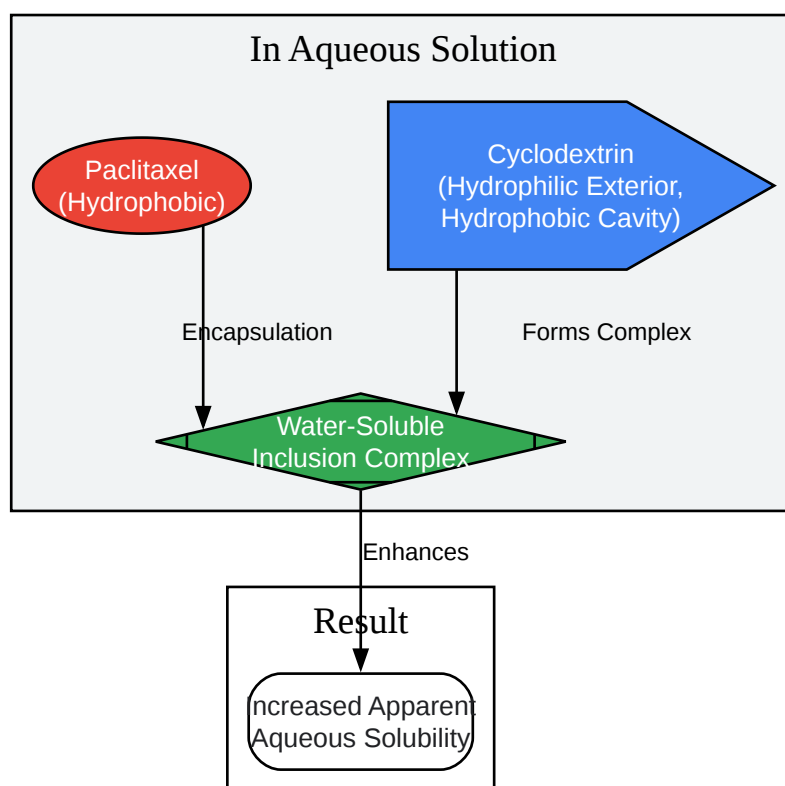 In Aqueous Solution
Paclitaxel
(Hydrophobic)
Cyclodextrin
(Hydrophilic Exterior,
Hydrophobic Cavity)
Encapsulation
Forms Complex
Water-Soluble
Inclusion Complex
Enhances
Result
Increased Apparent
Aqueous Solubility